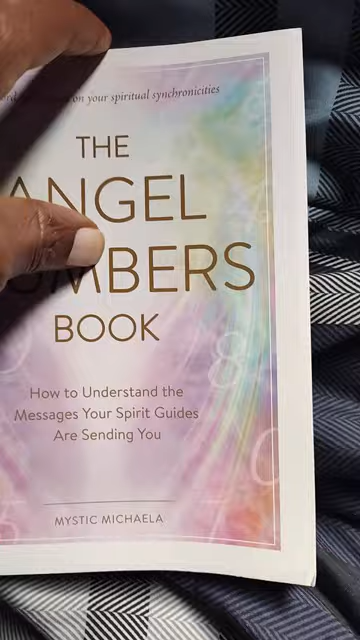 on your spiritual synchronicities
THE
ANGEL
NUMBERS
BOOK
How to Understand the
Messages Your Spirit Guides
Are Sending You
MYSTIC MICHAELA